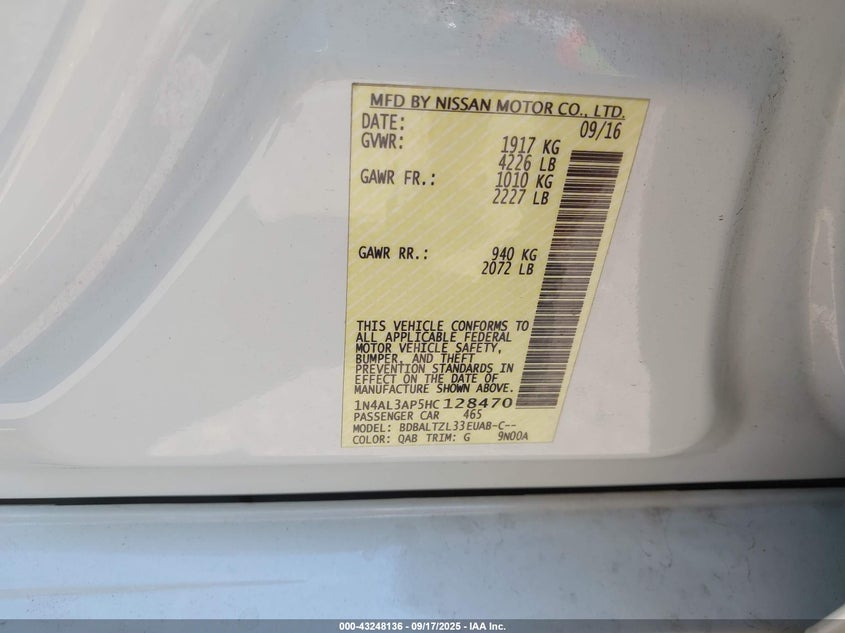 MFD BY NISSAN MOTOR CO., LTD.
DATE: 09/16
GVWR: 1917 KG
4226 LB
GAWR FR.: 1010 KG
2227 LB
GAWR RR.: 940 KG
2072 LB
THIS VEHICLE CONFORMS TO
ALL APPLICABLE FEDERAL
MOTOR VEHICLE SAFETY,
BUMPER, AND THEFT
PREVENTION STANDARDS IN
EFFECT ON THE DATE OF
MANUFACTURE SHOWN ABOVE.
1N4AL3AP5HC128470
PASSENGER CAR 465
MODEL: BDBALTZL33EUAB-C--
COLOR: QAB TRIM: G 9N00A
000-43248136 - 09/17/2025 - IAA Inc.